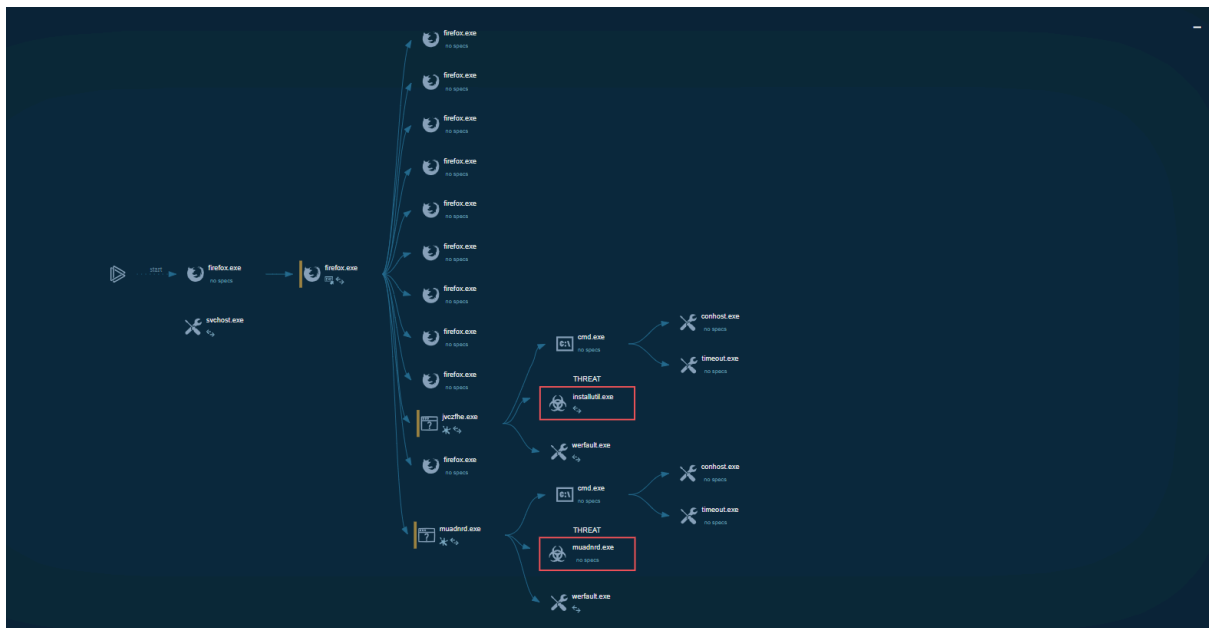 firefox.exe
no specs
firefox.exe
no specs
firefox.exe
no specs
firefox.exe
no specs
firefox.exe
no specs
firefox.exe
no specs
start
firefox.exe
no specs
firefox.exe
firefox.exe
no specs
svchost.exe
firefox.exe
no specs
firefox.exe
no specs
jvczfhe.exe
firefox.exe
no specs
muadnrd.exe
cmd.exe
no specs
THREAT
installutil.exe
werfault.exe
cmd.exe
no specs
THREAT
muadnrd.exe
no specs
werfault.exe
conhost.exe
no specs
timeout.exe
no specs
conhost.exe
no specs
timeout.exe
no specs
C:\
?
C:\
?